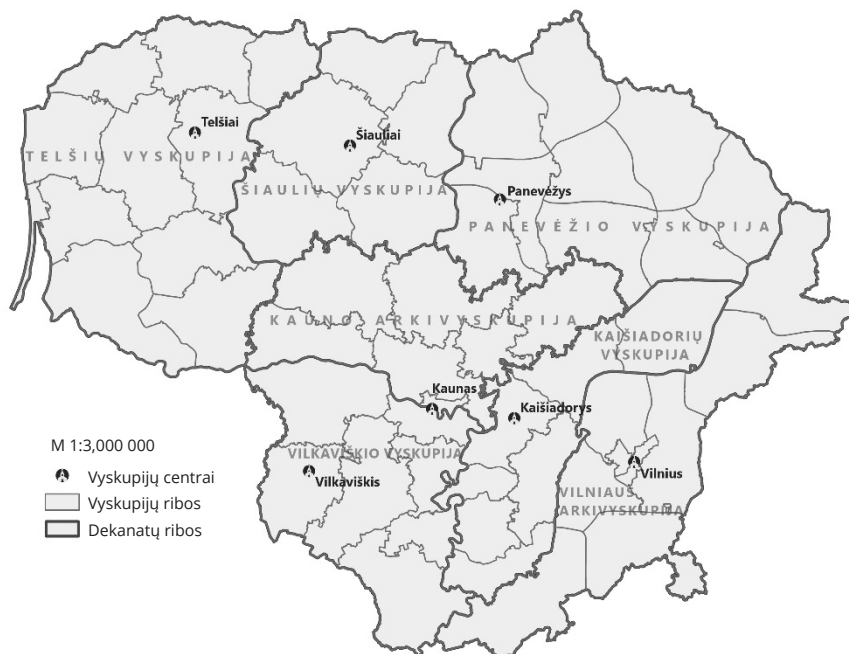 Telšiai
Šiauliai
TELŠIŲ VYSKUPIJA
ŠIAULIŲ VYSKUPIJA
Panevėžys
PANEVĖŽIO VYSKUPIJA
KAUNO ARKIVYSKUPIJA
KAIŠIADORIŲ
VYSKUPIJA
Kaunas
Kaišiadorys
M 1:3,000 000
VILKAVIŠKIO VYSKUPIJA
Vyskupijų centrai
Vilkaviškis
Vilnius
Vyskupijų ribos
VILNIAUS
ARKIVYSKUPIJA
Dekanatų ribos